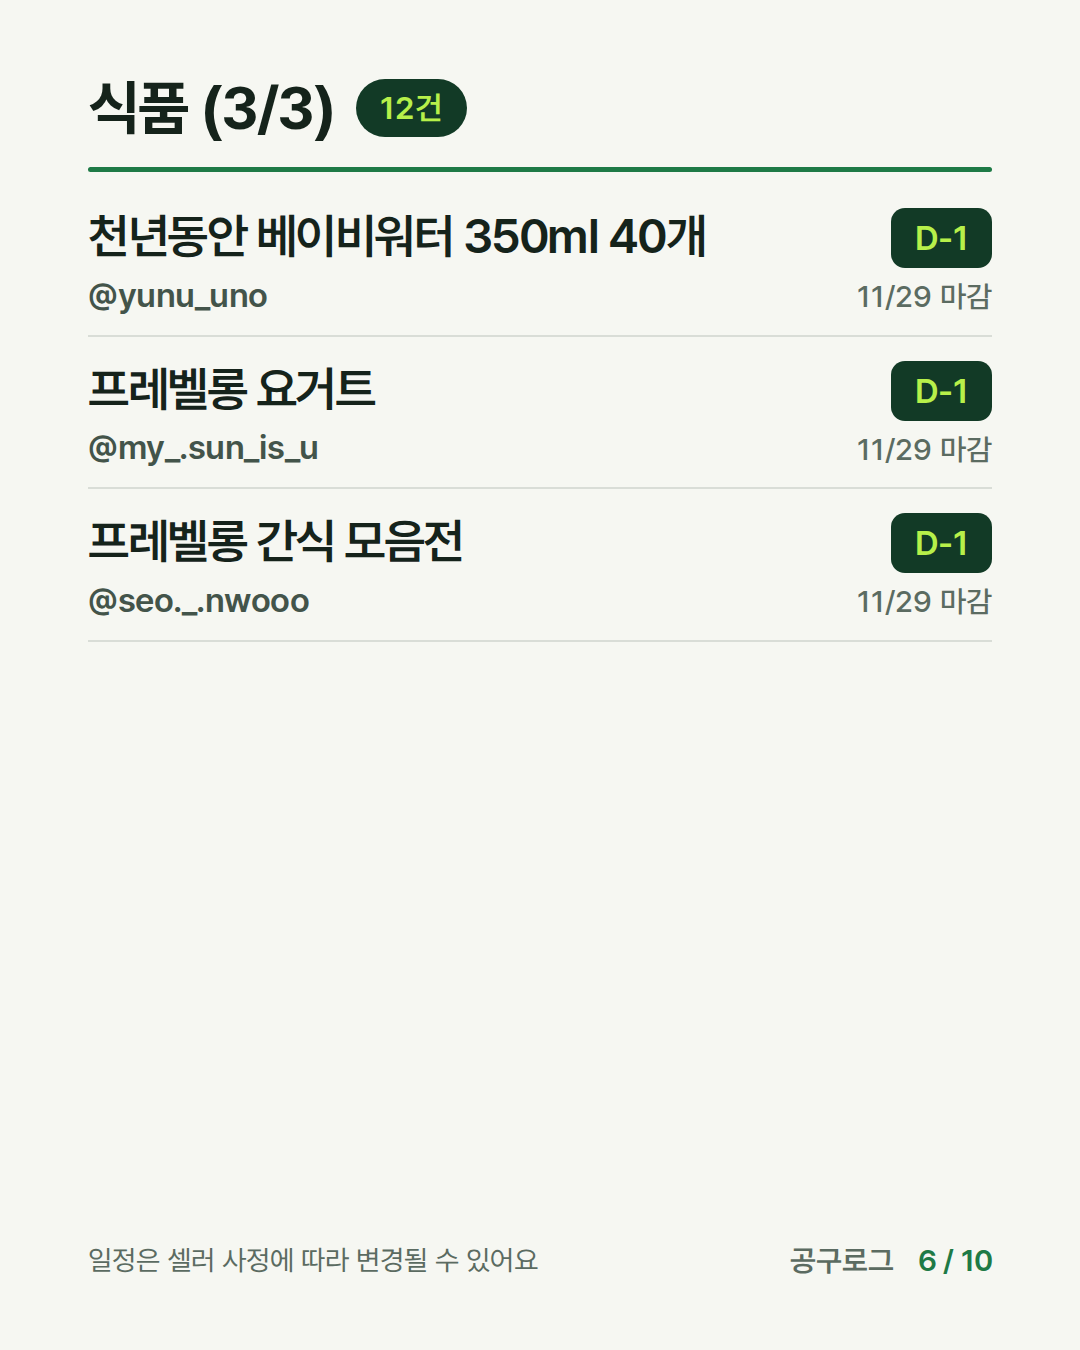 식품 (3/3) 12건
천년동안 베이비워터 350ml 40개 D-1
@yunu_uno 11/29 마감
프레벨롱 요거트 D-1
@my_.sun_is_u 11/29 마감
프레벨롱 간식 모음전 D-1
@seo._.nwooo 11/29 마감
일정은 셀러 사정에 따라 변경될 수 있어요 공구로그 6 / 10